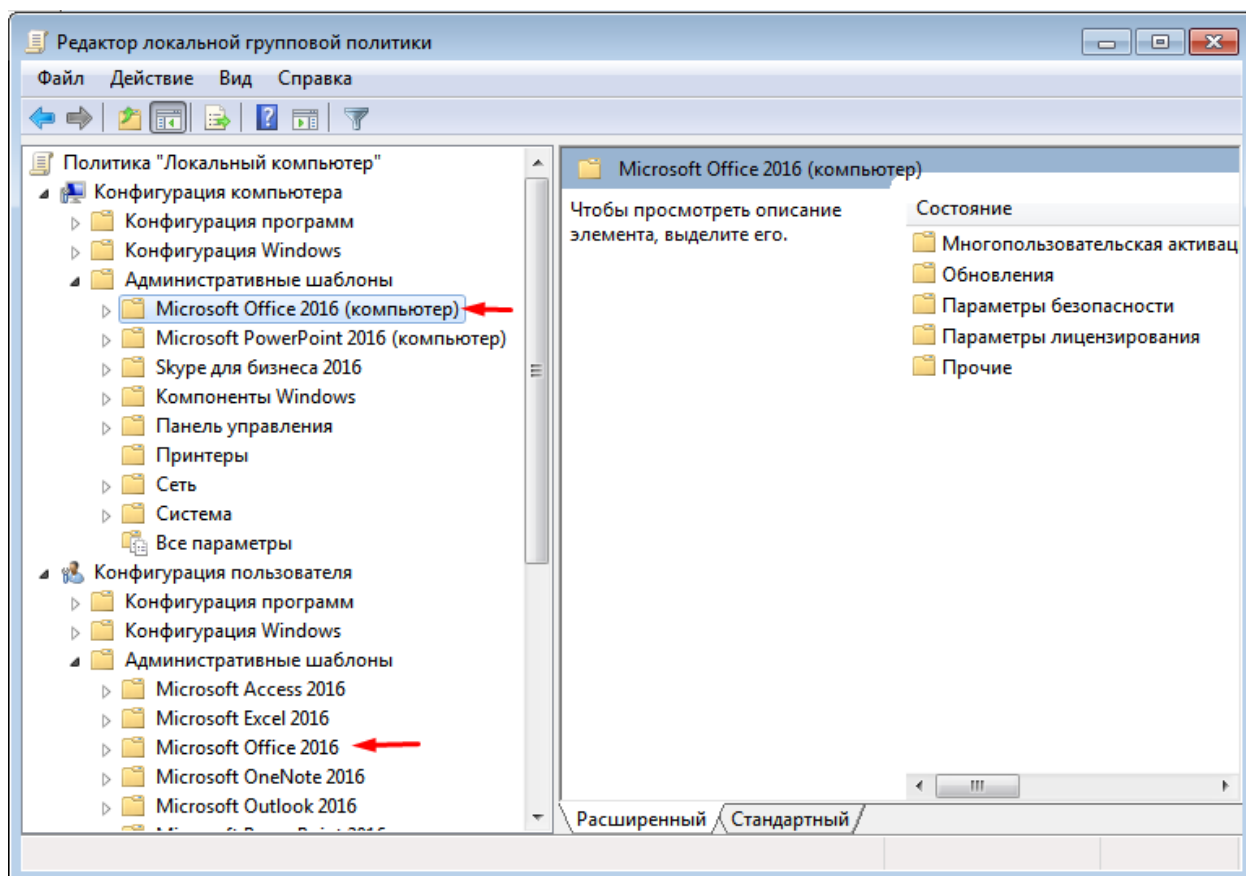 Редактор локальной групповой политики
Файл Действие Вид Справка
Политика "Локальный компьютер"
Конфигурация компьютера
Конфигурация программ
Конфигурация Windows
Административные шаблоны
Microsoft Office 2016 (компьютер)
Microsoft PowerPoint 2016 (компьютер)
Skype для бизнеса 2016
Компоненты Windows
Панель управления
Принтеры
Сеть
Система
Все параметры
Конфигурация пользователя
Конфигурация программ
Конфигурация Windows
Административные шаблоны
Microsoft Access 2016
Microsoft Excel 2016
Microsoft Office 2016
Microsoft OneNote 2016
Microsoft Outlook 2016
Microsoft Office 2016 (компьютер)
Чтобы просмотреть описание
элемента, выделите его.
Состояние
Многопользовательская активац
Обновления
Параметры безопасности
Параметры лицензирования
Прочие
Расширенный Стандартный